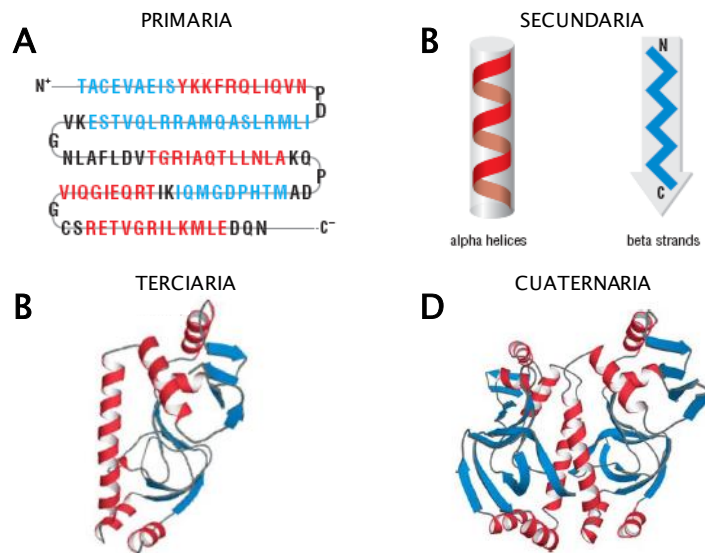 PRIMARIA
SECUNDARIA
A
B
N+ TACEVAEISYKKFRQLIQVN
P
D
VKESTVQLRRAMQASLRMLI
G
NLAFLDVTGRIAQTLLNLAKQ
P
VIQGIEQRTIKIQMGDPHTMAD
G
CSRETVGRILKMLEDQN C-
N
C
alpha helices
beta strands
TERCIARIA
CUATERNARIA
B
D